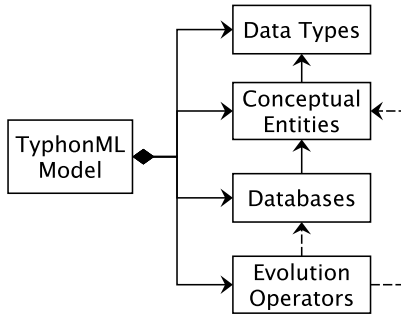 Data Types
Conceptual
Entities
TyphonML
Model
Databases
Evolution
Operators